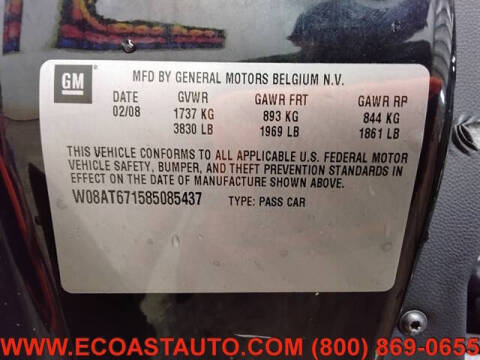 GM
MFD BY GENERAL MOTORS BELGIUM N.V.
DATE GVWR GAWR FRT GAWR RP
02/08 1737 KG 893 KG 844 KG
3830 LB 1969 LB 1861 LB
THIS VEHICLE CONFORMS TO ALL APPLICABLE U.S. FEDERAL MOTOR
VEHICLE SAFETY, BUMPER, AND THEFT PREVENTION STANDARDS IN
EFFECT ON THE DATE OF MANUFACTURE SHOWN ABOVE.
W08AT671585085437 TYPE: PASS CAR
WWW.ECOASTAUTO.COM (800) 869-0655